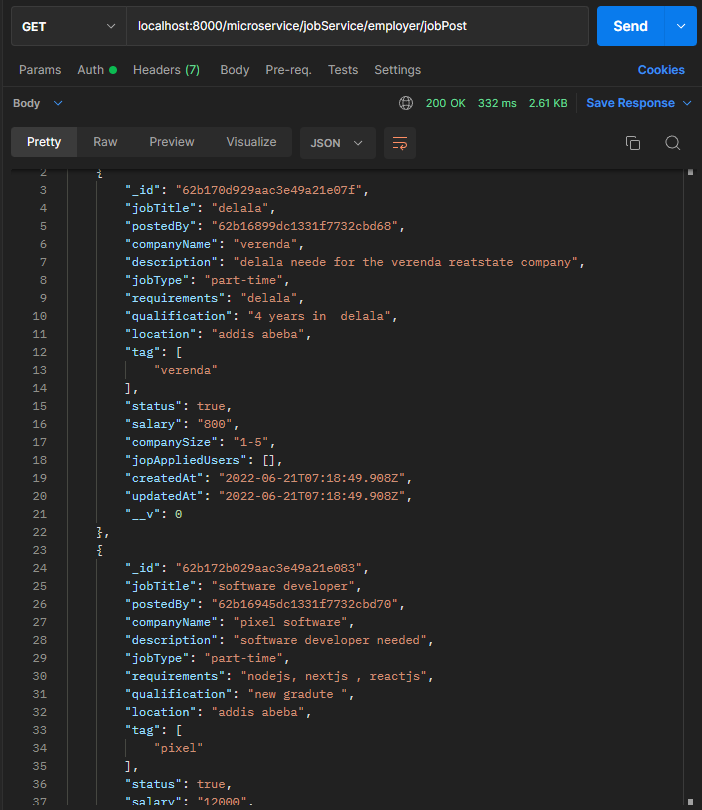 GET localhost:8000/microservice/jobService/employer/jobPost Send
Params Auth Headers (7) Body Pre-req. Tests Settings Cookies
Body 200 OK 332 ms 2.61 KB Save Response
Pretty Raw Preview Visualize JSON
2 {
3 "_id": "62b170d929aac3e49a21e07f",
4 "jobTitle": "delala",
5 "postedBy": "62b16899dc1331f7732cbd68",
6 "companyName": "verenda",
7 "description": "delala neede for the verenda reatstate company",
8 "jobType": "part-time",
9 "requirements": "delala",
10 "qualification": "4 years in  delala",
11 "location": "addis abeba",
12 "tag": [
13 "verenda"
14 ],
15 "status": true,
16 "salary": "800",
17 "companySize": "1-5",
18 "jopAppliedUsers": [],
19 "createdAt": "2022-06-21T07:18:49.908Z",
20 "updatedAt": "2022-06-21T07:18:49.908Z",
21 "__v": 0
22 },
23 {
24 "_id": "62b172b029aac3e49a21e083",
25 "jobTitle": "software developer",
26 "postedBy": "62b16945dc1331f7732cbd70",
27 "companyName": "pixel software",
28 "description": "software developer needed",
29 "jobType": "part-time",
30 "requirements": "nodejs, nextjs , reactjs",
31 "qualification": "new gradute ",
32 "location": "addis abeba",
33 "tag": [
34 "pixel"
35 ],
36 "status": true,
37 "salary": "12000",